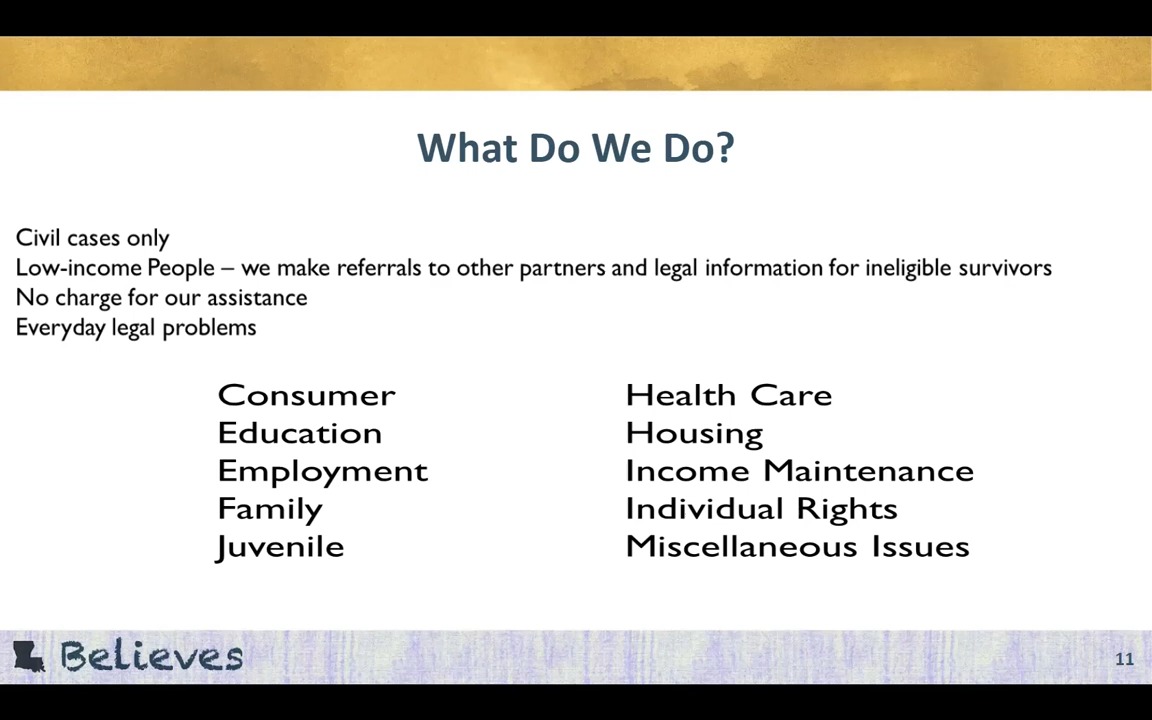 What Do We Do?
Civil cases only
Low-income People – we make referrals to other partners and legal information for ineligible survivors
No charge for our assistance
Everyday legal problems
Consumer
Education
Employment
Family
Juvenile
Health Care
Housing
Income Maintenance
Individual Rights
Miscellaneous Issues
Believes
11